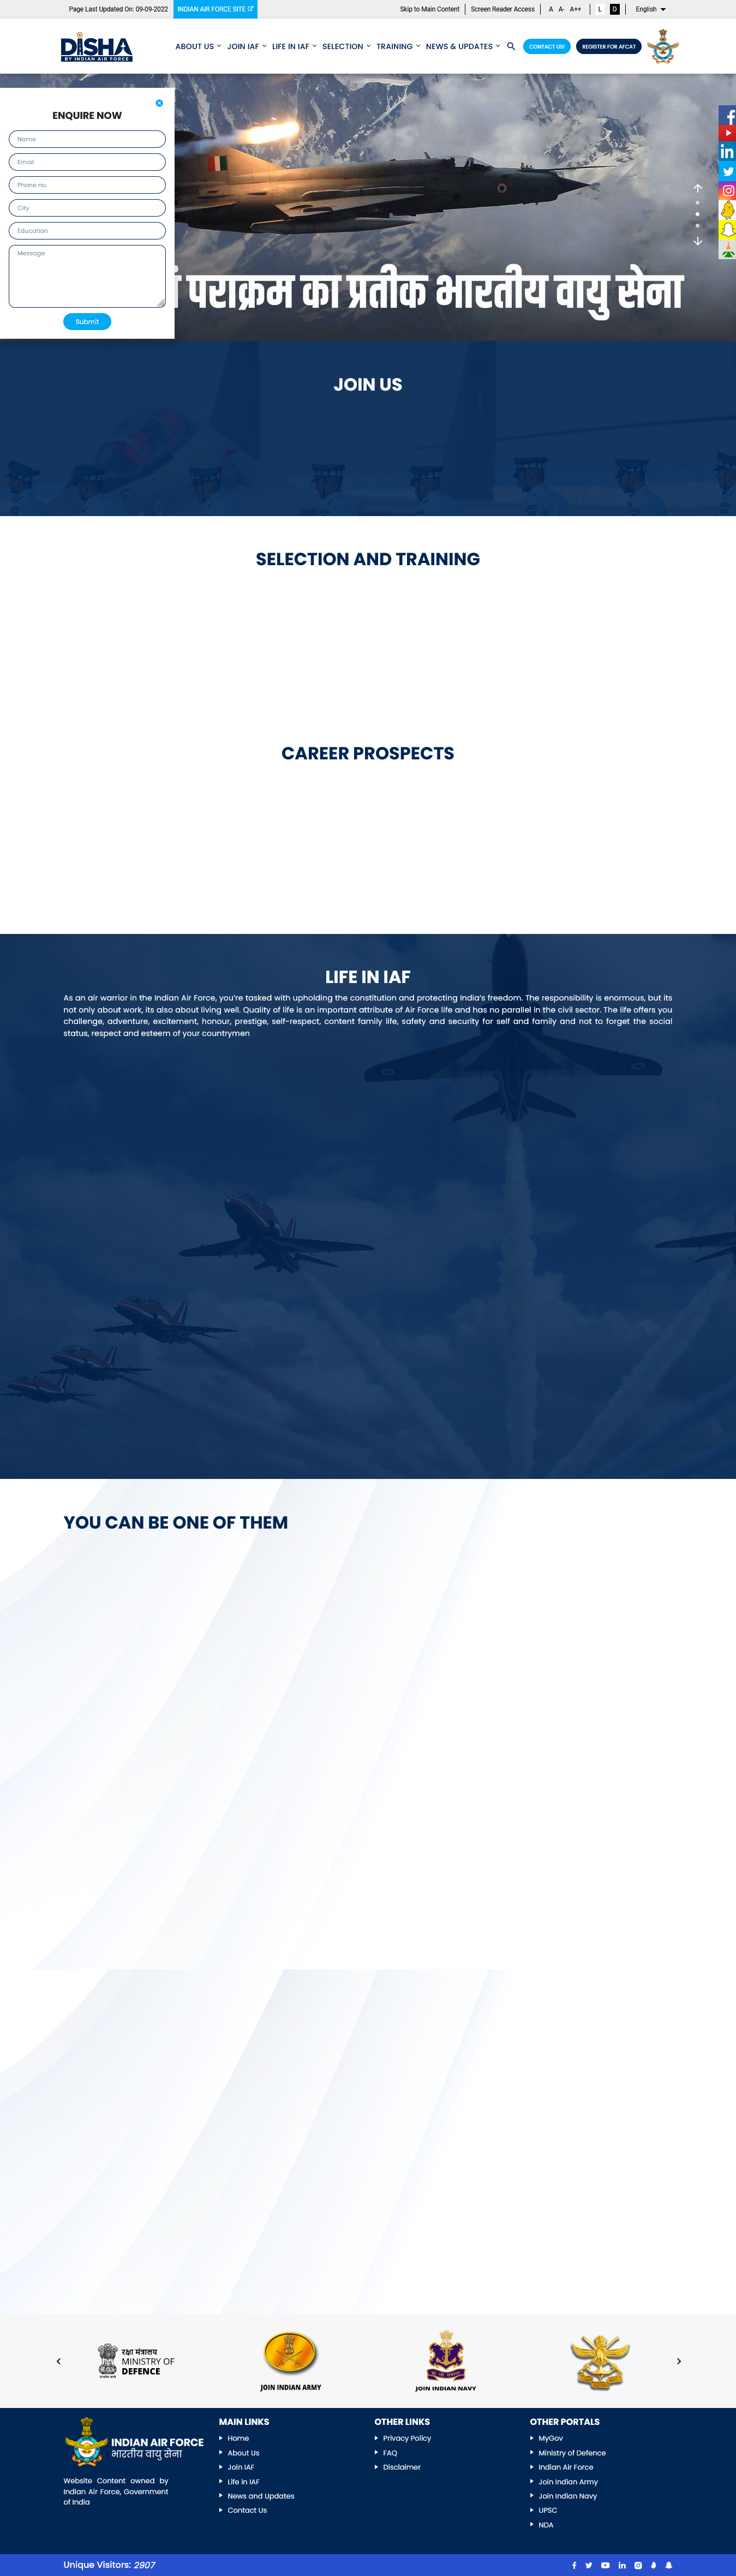 Page Last Updated On: 09-09-2022
INDIAN AIR FORCE SITE
Skip to Main Content
Screen Reader Access
A A- A++
L
D
English
DISHA
BY INDIAN AIR FORCE
ABOUT US
JOIN IAF
LIFE IN IAF
SELECTION
TRAINING
NEWS & UPDATES
CONTACT US!
REGISTER FOR AFCAT
ENQUIRE NOW
Name
Email
Phone no.
City
Education
Message
Submit
पराक्रम का प्रतीक भारतीय वायु सेना
JOIN US
SELECTION AND TRAINING
CAREER PROSPECTS
LIFE IN IAF
As an air warrior in the Indian Air Force, you're tasked with upholding the constitution and protecting India's freedom. The responsibility is enormous, but its
not only about work, its also about living well. Quality of life is an important attribute of Air Force life and has no parallel in the civil sector. The life offers you
challenge, adventure, excitement, honour, prestige, self-respect, content family life, safety and security for self and family and not to forget the social
status, respect and esteem of your countrymen
YOU CAN BE ONE OF THEM
रक्षा मंत्रालय
MINISTRY OF
DEFENCE
JOIN INDIAN ARMY
JOIN INDIAN NAVY
INDIAN AIR FORCE
भारतीय वायु सेना
Website Content owned by
Indian Air Force, Government
of India
MAIN LINKS
Home
About Us
Join IAF
Life in IAF
News and Updates
Contact Us
OTHER LINKS
Privacy Policy
FAQ
Disclaimer
OTHER PORTALS
MyGov
Ministry of Defence
Indian Air Force
Join Indian Army
Join Indian Navy
UPSC
NDA
Unique Visitors: 2907